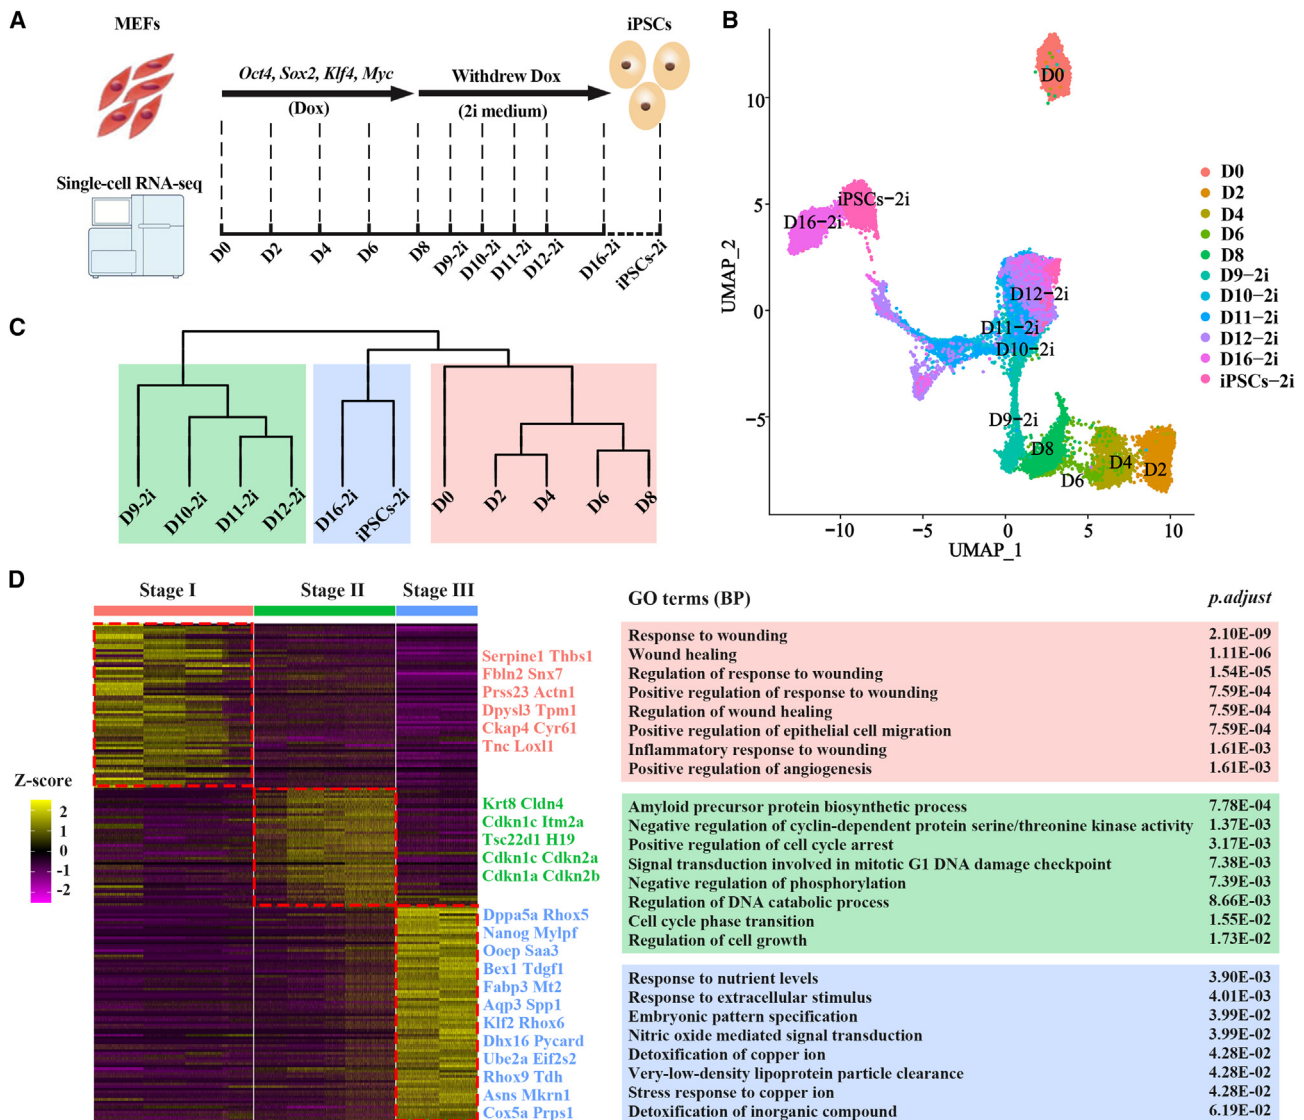 A
MEFs
iPSCs
Oct4, Sox2, Klf4, Myc
(Dox)
Withdrew Dox
(2i medium)
Single-cell RNA-seq
D0
D2
D4
D6
D8
D9-2i
D10-2i
D11-2i
D12-2i
D16-2i
iPSCs-2i
B
UMAP_2
10
5
0
−5
−10
−5
0
5
10
UMAP_1
D0
iPSCs−2i
D16−2i
D12−2i
D11−2i
D10−2i
D9−2i
D8
D6
D4
D2
D0
D2
D4
D6
D8
D9−2i
D10−2i
D11−2i
D12−2i
D16−2i
iPSCs−2i
C
D9-2i
D10-2i
D11-2i
D12-2i
D16-2i
iPSCs-2i
D0
D2
D4
D6
D8
D
Stage I
Stage II
Stage III
Z-score
2
1
0
-1
-2
Serpine1 Thbs1
Fbln2 Snx7
Prss23 Actn1
Dpysl3 Tpm1
Ckap4 Cyr61
Tnc Loxl1
Krt8 Cldn4
Cdkn1c Itm2a
Tsc22d1 H19
Cdkn1c Cdkn2a
Cdkn1a Cdkn2b
Dppa5a Rhox5
Nanog Mylpf
Ooep Saa3
Bex1 Tdgf1
Fabp3 Mt2
Aqp3 Spp1
Klf2 Rhox6
Dhx16 Pycard
Ube2a Eif2s2
Rhox9 Tdh
Asns Mkrn1
Cox5a Prps1
GO terms (BP) p.adjust
Response to wounding 2.10E-09
Wound healing 1.11E-06
Regulation of response to wounding 1.54E-05
Positive regulation of response to wounding 7.59E-04
Regulation of wound healing 7.59E-04
Positive regulation of epithelial cell migration 7.59E-04
Inflammatory response to wounding 1.61E-03
Positive regulation of angiogenesis 1.61E-03
Amyloid precursor protein biosynthetic process 7.78E-04
Negative regulation of cyclin-dependent protein serine/threonine kinase activity 1.37E-03
Positive regulation of cell cycle arrest 3.17E-03
Signal transduction involved in mitotic G1 DNA damage checkpoint 7.38E-03
Negative regulation of phosphorylation 7.39E-03
Regulation of DNA catabolic process 8.66E-03
Cell cycle phase transition 1.55E-02
Regulation of cell growth 1.73E-02
Response to nutrient levels 3.90E-03
Response to extracellular stimulus 4.01E-03
Embryonic pattern specification 3.99E-02
Nitric oxide mediated signal transduction 3.99E-02
Detoxification of copper ion 4.28E-02
Very-low-density lipoprotein particle clearance 4.28E-02
Stress response to copper ion 4.28E-02
Detoxification of inorganic compound 6.19E-02